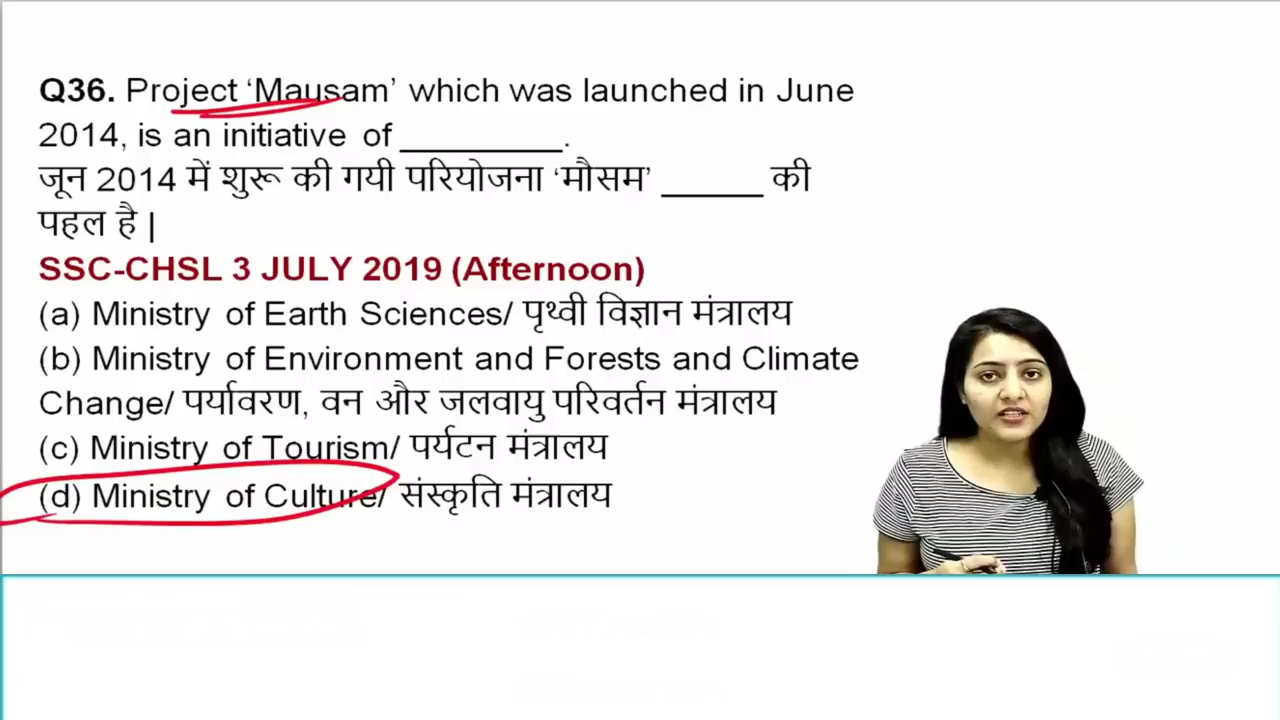 Q36. Project ‘Mausam’ which was launched in June
2014, is an initiative of _________.
जून 2014 में शुरू की गयी परियोजना ‘मौसम’ ______ की
पहल है |
SSC-CHSL 3 JULY 2019 (Afternoon)
(a) Ministry of Earth Sciences/ पृथ्वी विज्ञान मंत्रालय
(b) Ministry of Environment and Forests and Climate
Change/ पर्यावरण, वन और जलवायु परिवर्तन मंत्रालय
(c) Ministry of Tourism/ पर्यटन मंत्रालय
(d) Ministry of Culture/ संस्कृति मंत्रालय